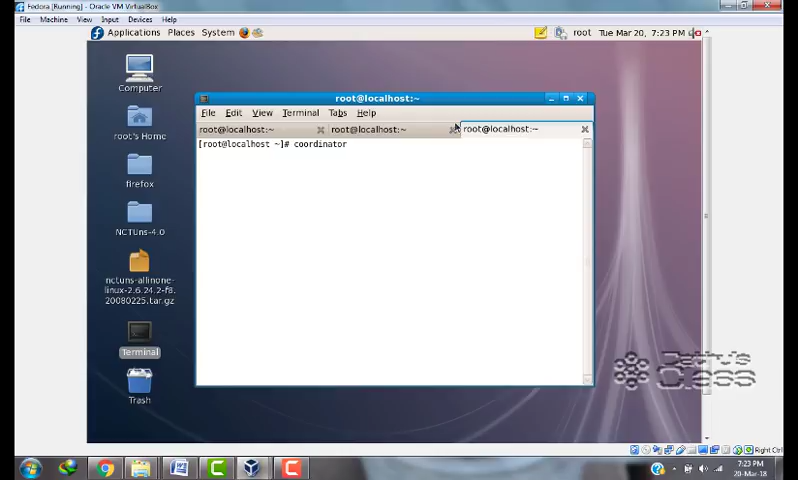 Fedora [Running] - Oracle VM VirtualBox
File Machine View Input Devices Help
Applications Places System root Tue Mar 20, 7:23 PM
Computer
root's Home
firefox
NCTUns-4.0
nctuns-allinone-
linux-2.6.24.2-f8.
20080225.tar.gz
Terminal
Trash
root@localhost:~
File Edit View Terminal Tabs Help
root@localhost:~ root@localhost:~ root@localhost:~
[root@localhost ~]# coordinator
Class
Right Ctrl
7:23 PM
20-Mar-18